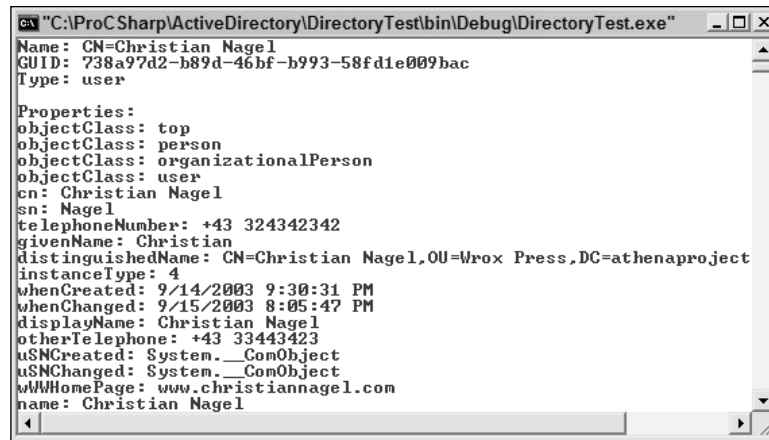 "C:\ProCSharp\ActiveDirectory\DirectoryTest\bin\Debug\DirectoryTest.exe"
Name: CN=Christian Nagel
GUID: 738a97d2-b89d-46bf-b993-58fd1e009bac
Type: user
Properties:
objectClass: top
objectClass: person
objectClass: organizationalPerson
objectClass: user
cn: Christian Nagel
sn: Nagel
telephoneNumber: +43 324342342
givenName: Christian
distinguishedName: CN=Christian Nagel,OU=Wrox Press,DC=athenaproject
instanceType: 4
whenCreated: 9/14/2003 9:30:31 PM
whenChanged: 9/15/2003 8:05:47 PM
displayName: Christian Nagel
otherTelephone: +43 33443423
uSNCreated: System.__ComObject
uSNChanged: System.__ComObject
wWWHomePage: www.christiannagel.com
name: Christian Nagel